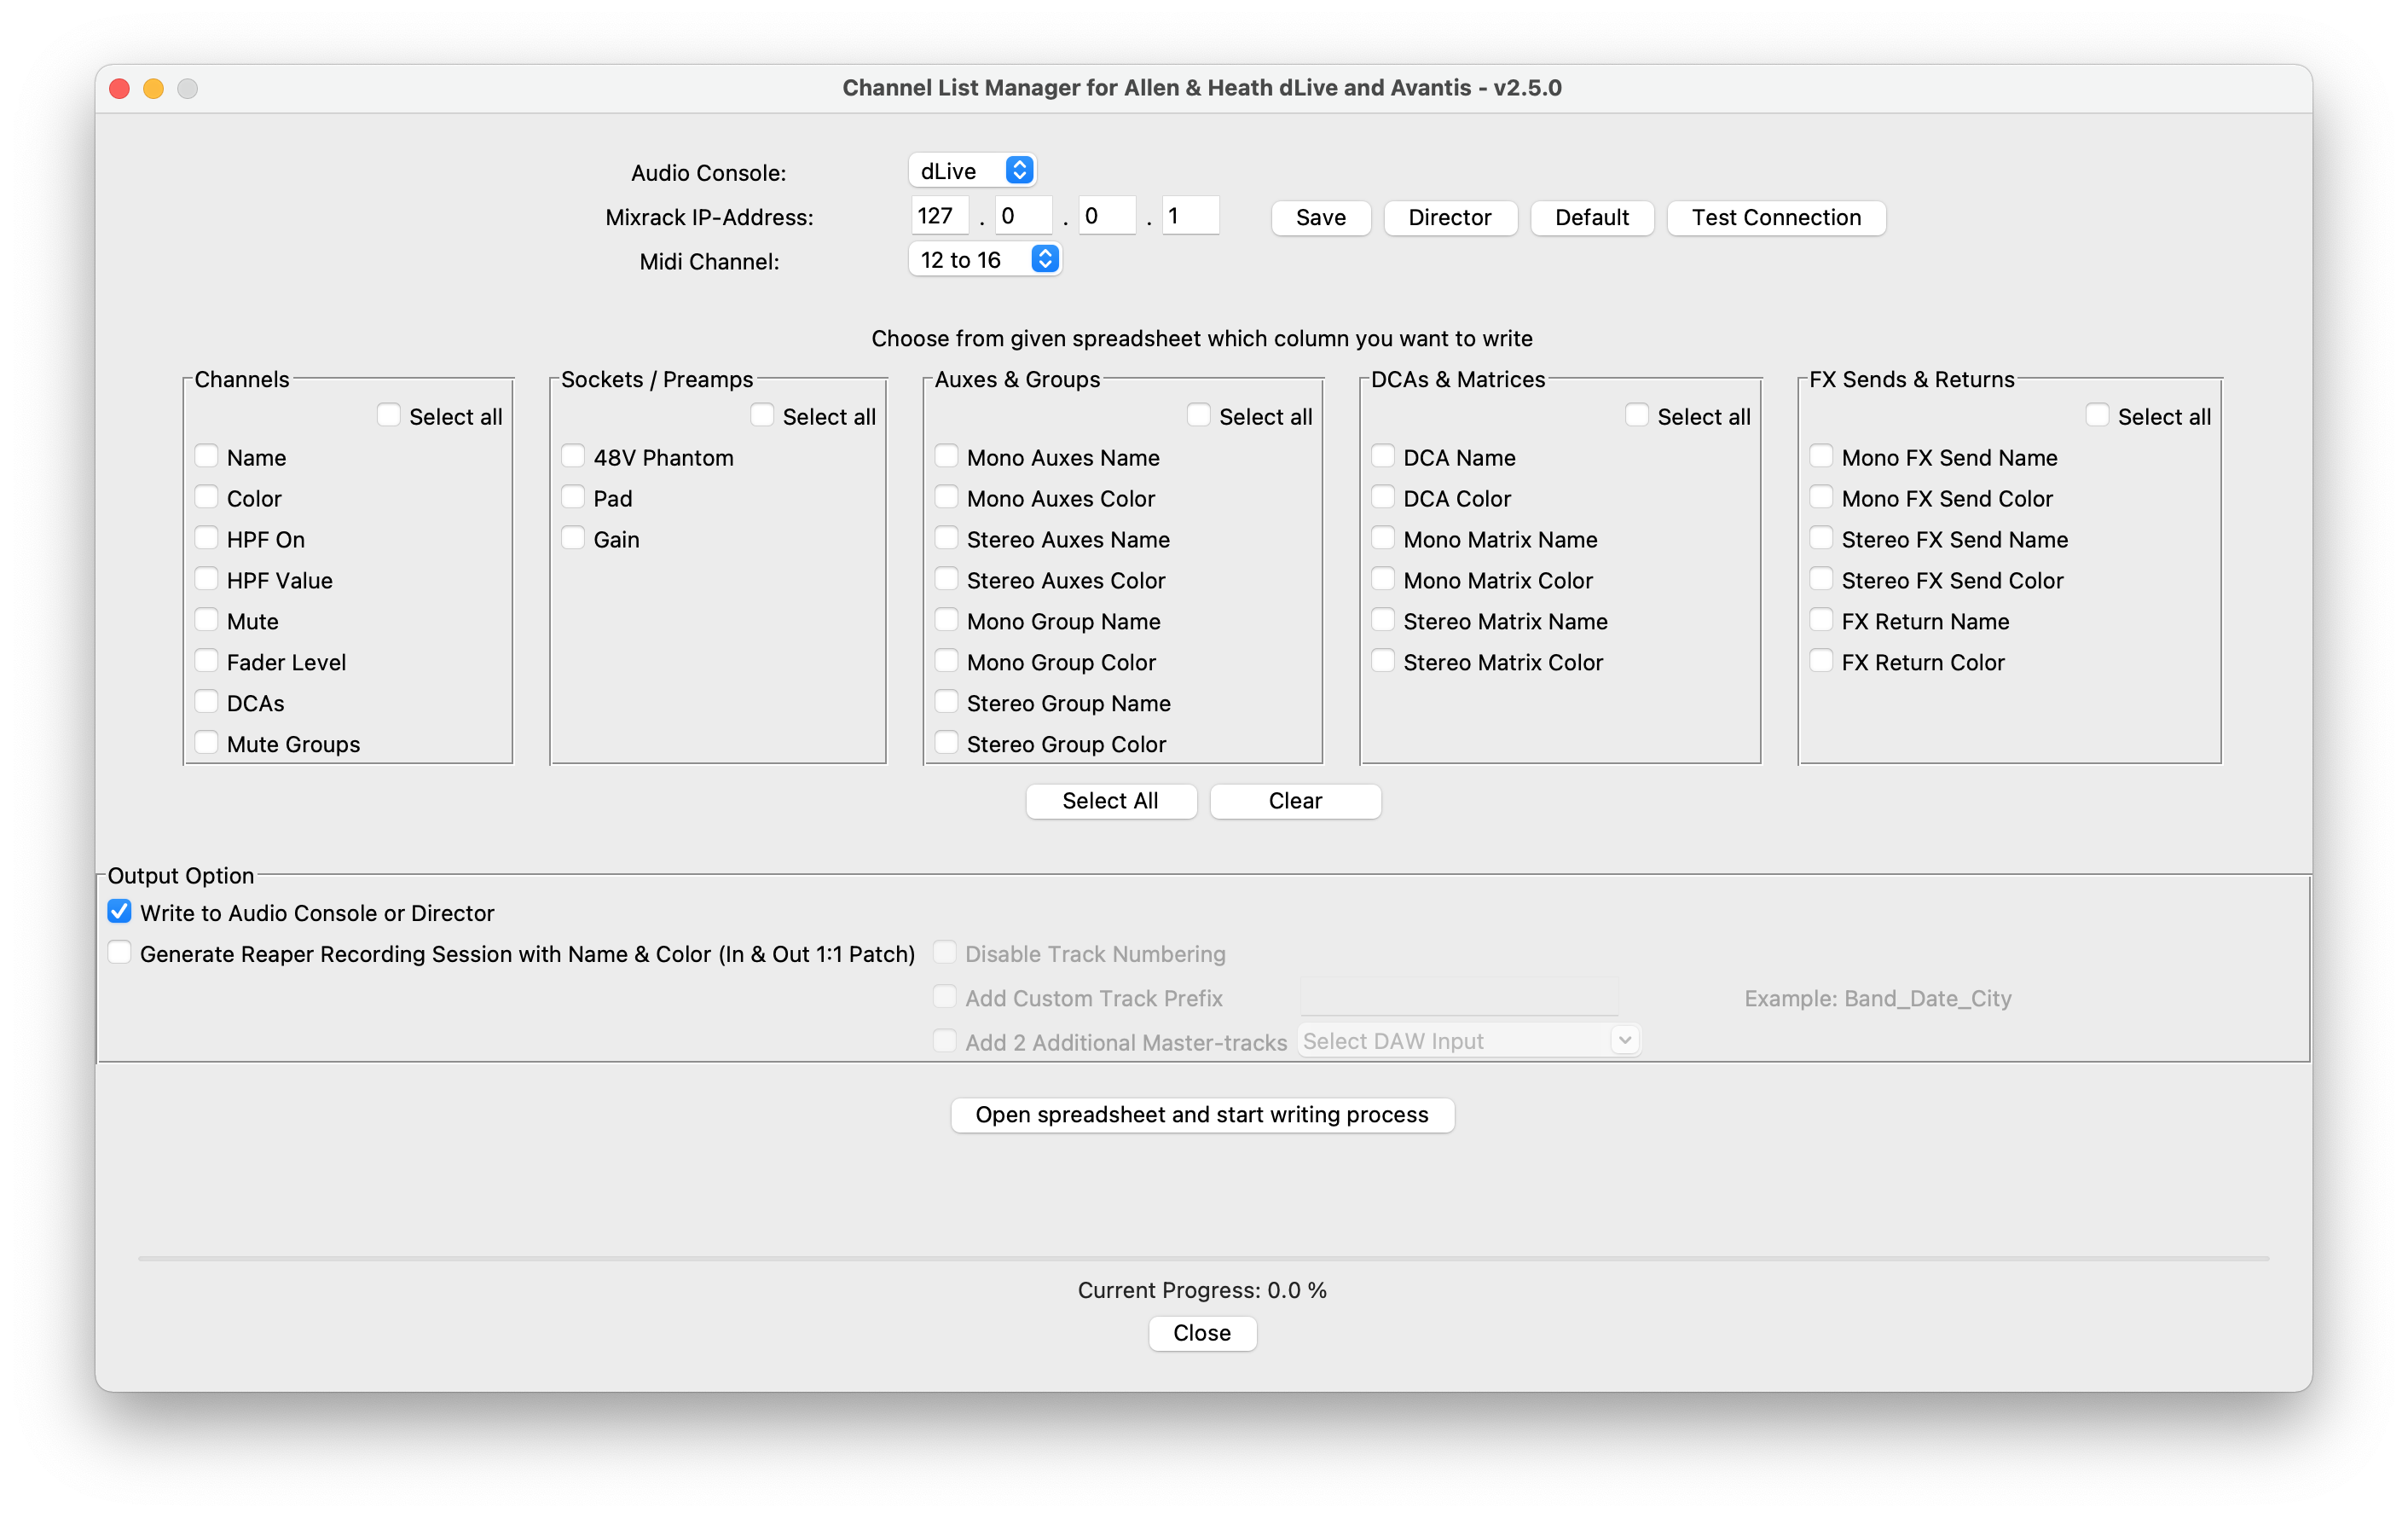 Channel List Manager for Allen & Heath dLive and Avantis - v2.5.0
Audio Console: dLive
Mixrack IP-Address: 127 . 0 . 0 . 1 Save Director Default Test Connection
Midi Channel: 12 to 16
Choose from given spreadsheet which column you want to write
Channels
Select all
Name
Color
HPF On
HPF Value
Mute
Fader Level
DCAs
Mute Groups
Sockets / Preamps
Select all
48V Phantom
Pad
Gain
Auxes & Groups
Select all
Mono Auxes Name
Mono Auxes Color
Stereo Auxes Name
Stereo Auxes Color
Mono Group Name
Mono Group Color
Stereo Group Name
Stereo Group Color
DCAs & Matrices
Select all
DCA Name
DCA Color
Mono Matrix Name
Mono Matrix Color
Stereo Matrix Name
Stereo Matrix Color
FX Sends & Returns
Select all
Mono FX Send Name
Mono FX Send Color
Stereo FX Send Name
Stereo FX Send Color
FX Return Name
FX Return Color
Select All Clear
Output Option
Write to Audio Console or Director
Generate Reaper Recording Session with Name & Color (In & Out 1:1 Patch) Disable Track Numbering
Add Custom Track Prefix Example: Band_Date_City
Add 2 Additional Master-tracks Select DAW Input
Open spreadsheet and start writing process
Current Progress: 0.0 %
Close